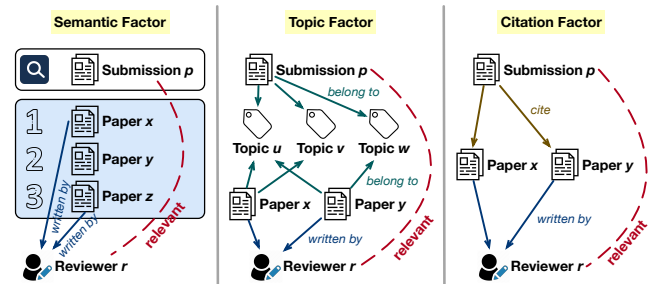 Semantic Factor
Submission p
1 Paper x
2 Paper y
3 Paper z
written by
written by
relevant
Reviewer r
Topic Factor
Submission p
belong to
Topic u Topic v Topic w
belong to
Paper x Paper y
written by
relevant
Reviewer r
Citation Factor
Submission p
cite
Paper x Paper y
written by
relevant
Reviewer r